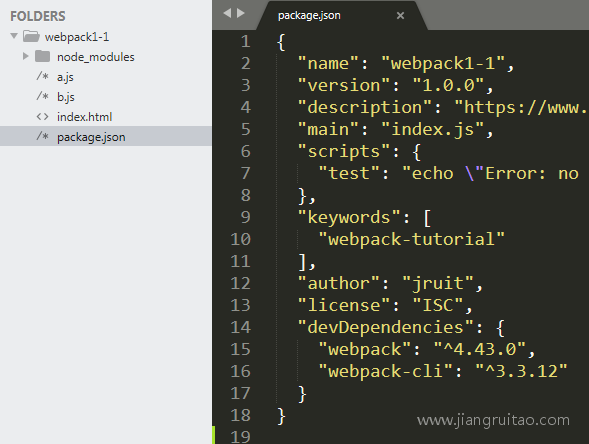 FOLDERS
webpack1-1
node_modules
/* a.js
/* b.js
<> index.html
/* package.json
package.json ×
1 {
2 "name": "webpack1-1",
3 "version": "1.0.0",
4 "description": "https://www.
5 "main": "index.js",
6 "scripts": {
7 "test": "echo \"Error: no
8 },
9 "keywords": [
10 "webpack-tutorial"
11 ],
12 "author": "jruit",
13 "license": "ISC",
14 "devDependencies": {
15 "webpack": "^4.43.0",
16 "webpack-cli": "^3.3.12"
17 }
18 }
19
www.jiangruitao.com